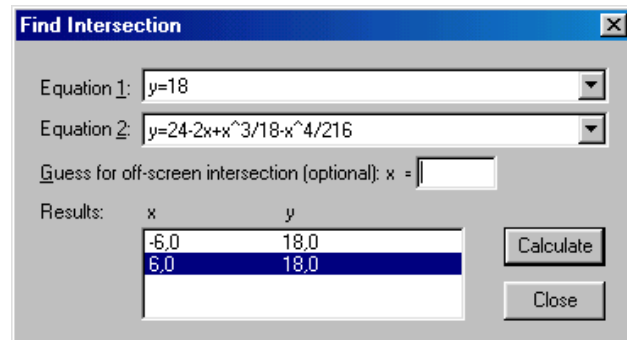 Find Intersection
Equation 1: y=18
Equation 2: y=24-2x+x^3/18-x^4/216
Guess for off-screen intersection (optional): x =
Results: x y
-6,0 18,0
6,0 18,0
Calculate
Close